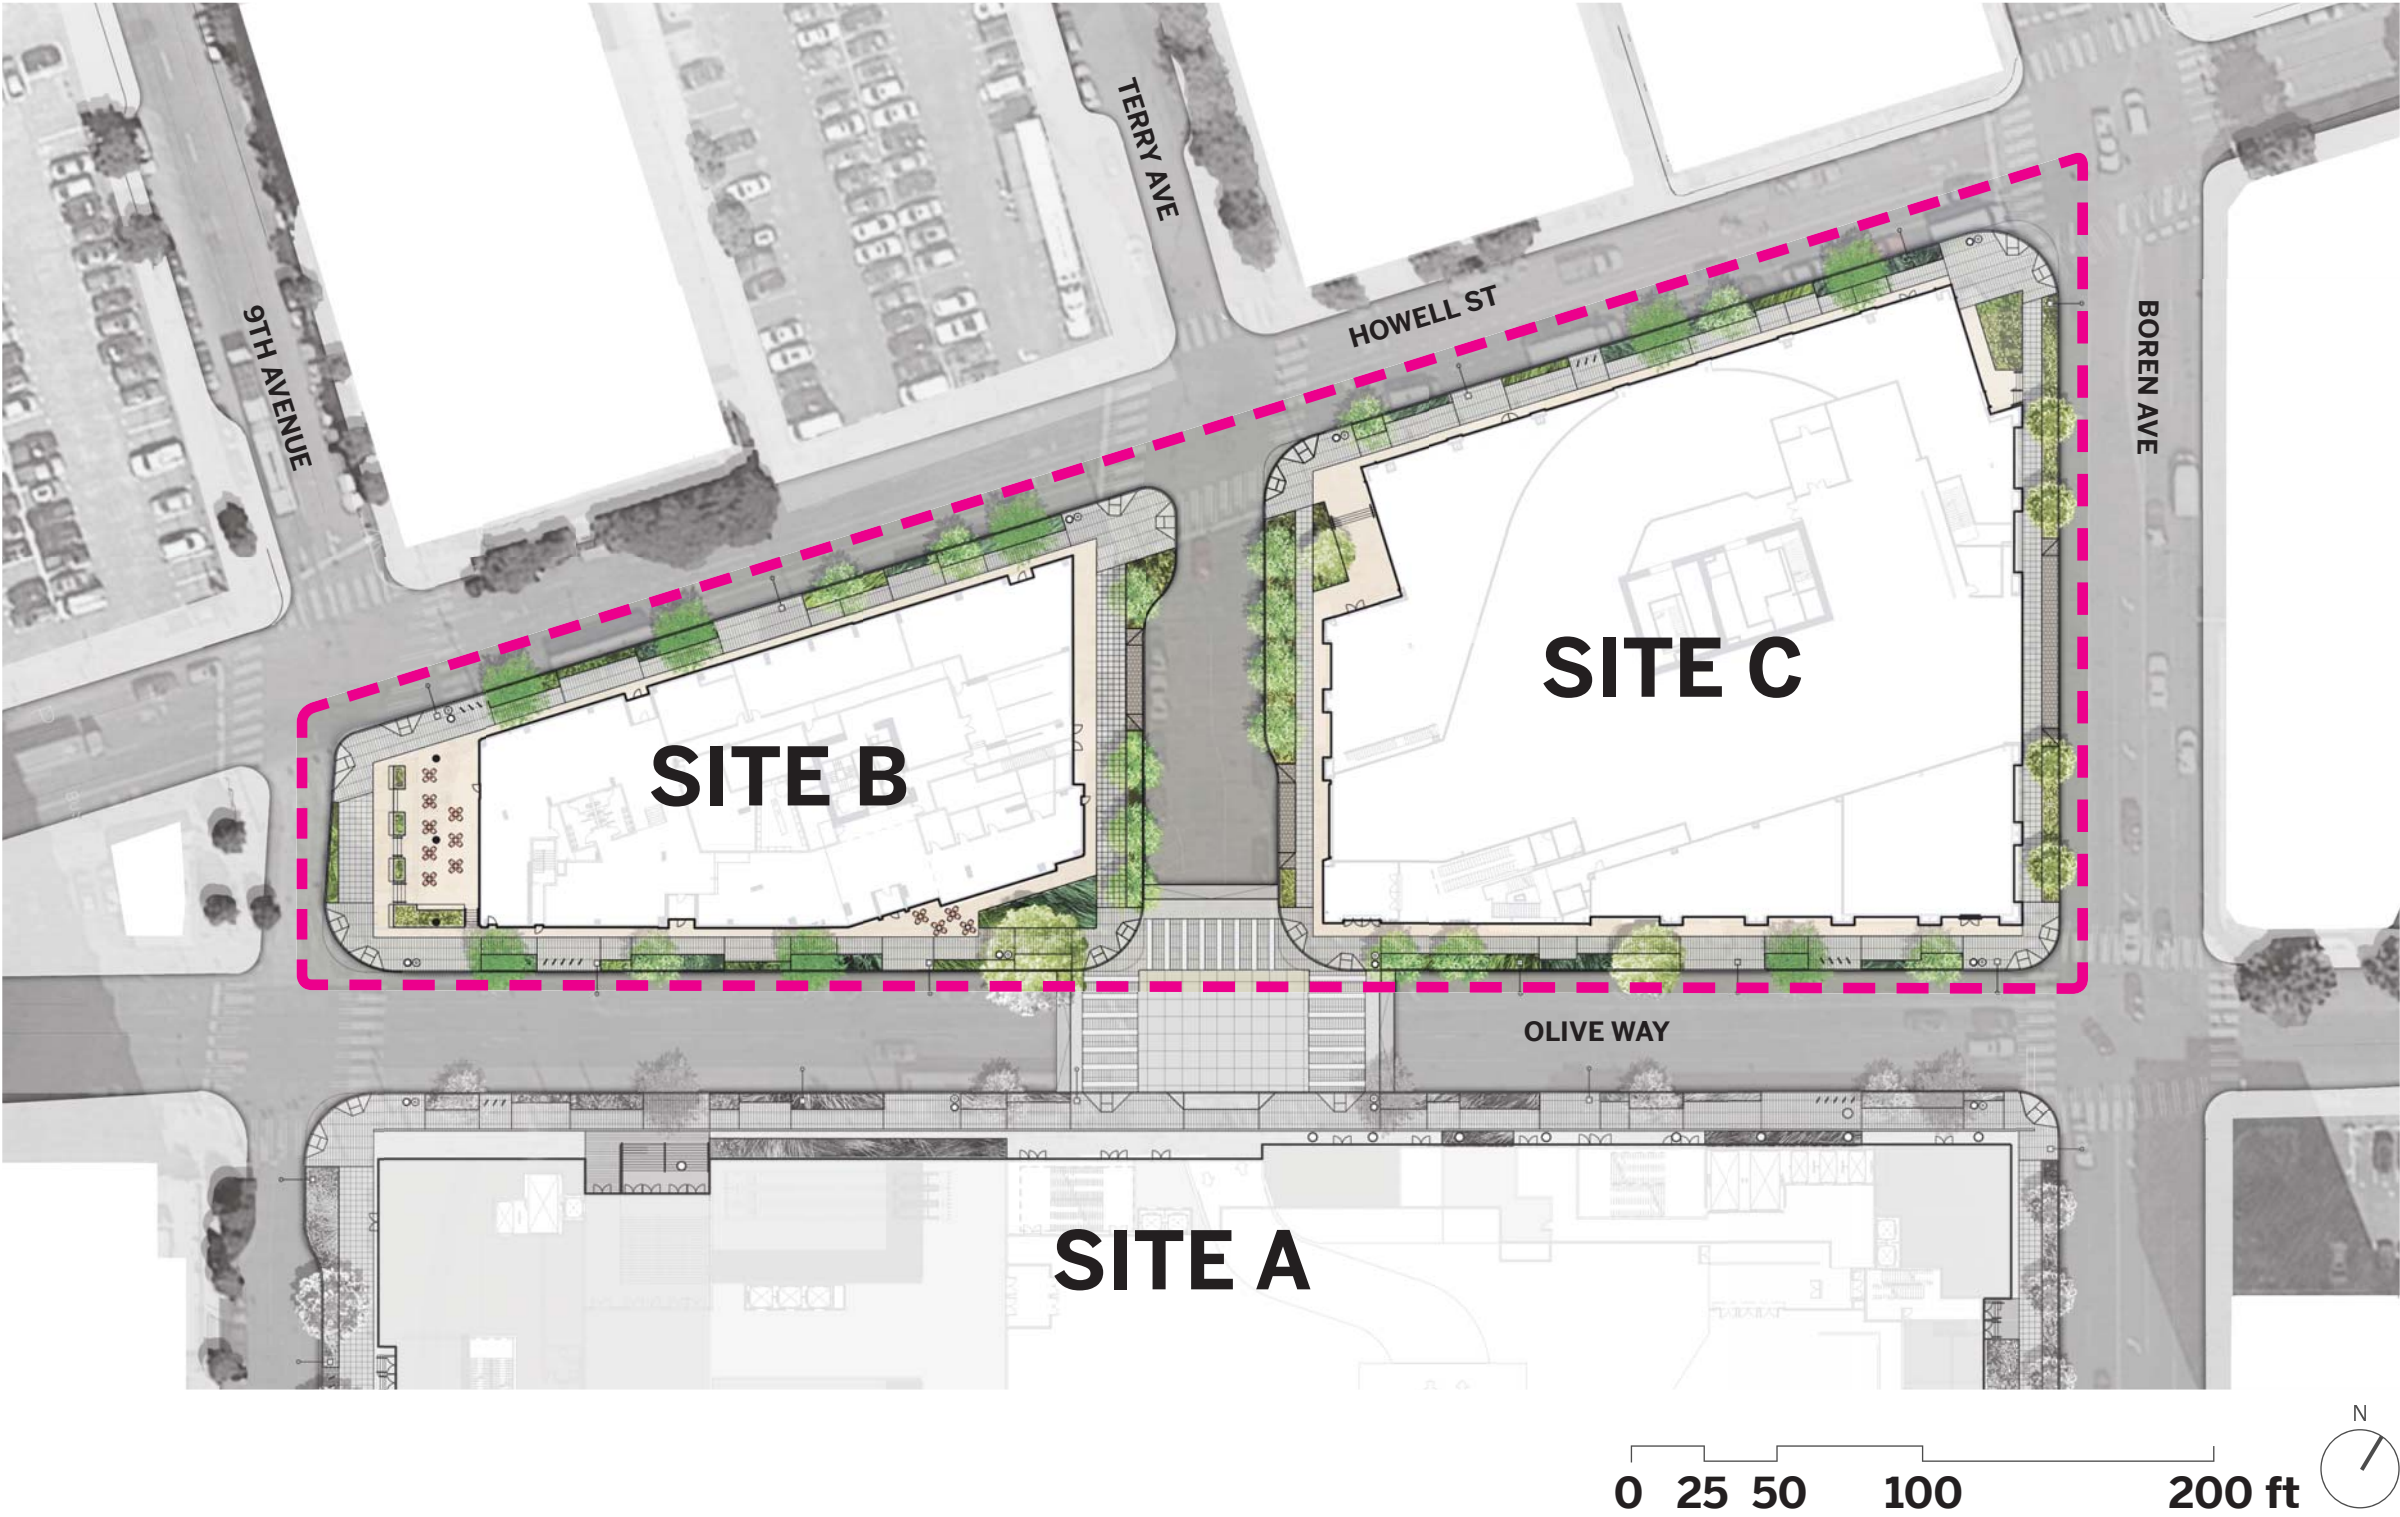 TERRY AVE
HOWELL ST
9TH AVENUE
BOREN AVE
SITE C
SITE B
OLIVE WAY
SITE A
N
0 25 50 100 200 ft